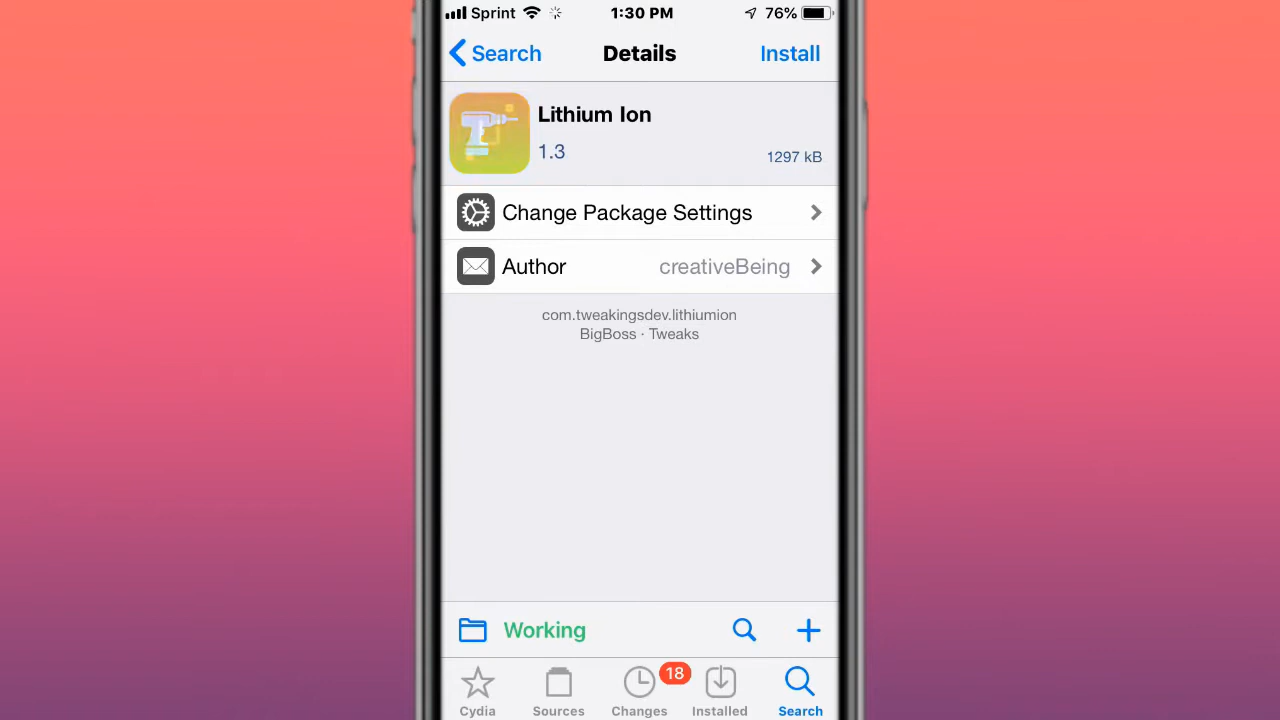 Sprint 1:30 PM 76%
Search Details Install
Lithium Ion
1.3 1297 kB
Change Package Settings
Author creativeBeing
com.tweakingsdev.lithiumion
BigBoss · Tweaks
Working
18
Cydia Sources Changes Installed Search